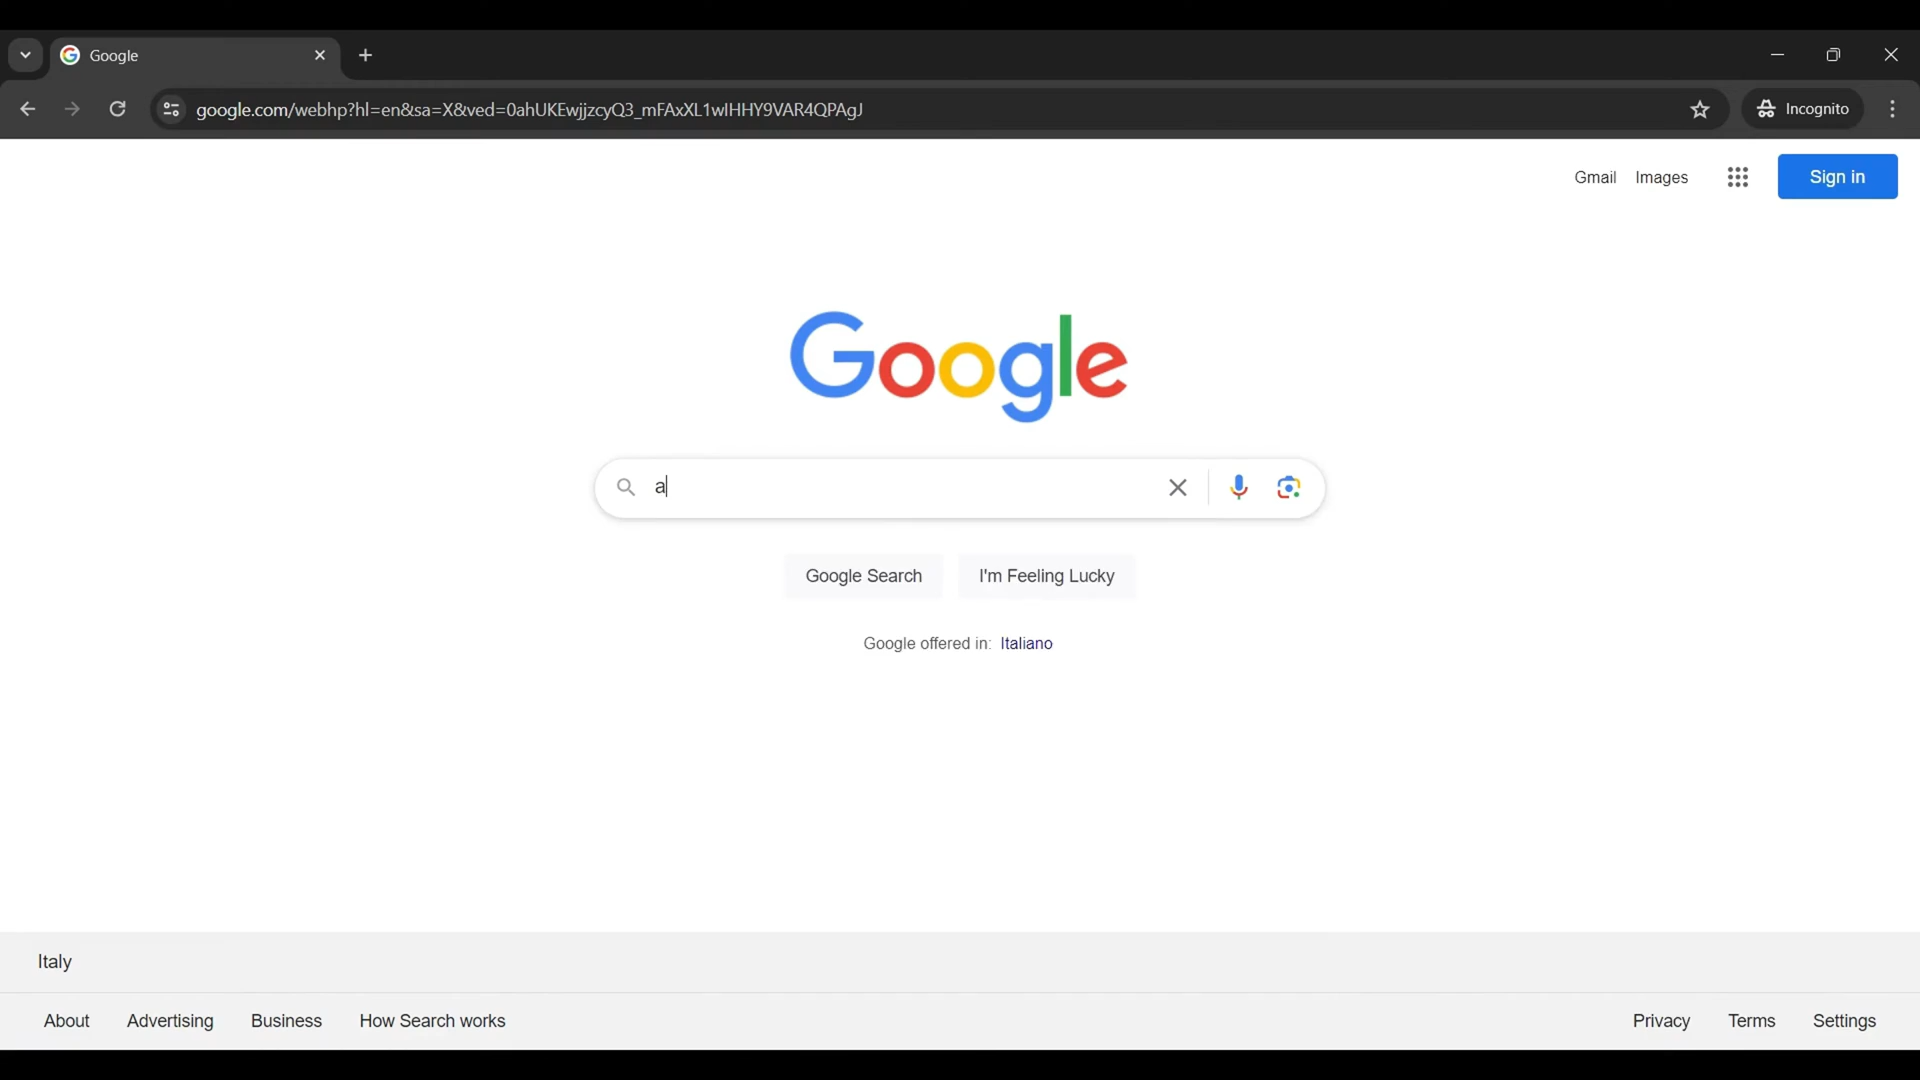 Google
google.com/webhp?hl=en&sa=X&ved=0ahUKEwjjzcyQ3_mFAxXL1wIHHY9VAR4QPAgJ
Incognito
Gmail Images Sign in
Google
a
Google Search I'm Feeling Lucky
Google offered in: Italiano
Italy
About Advertising Business How Search works Privacy Terms Settings